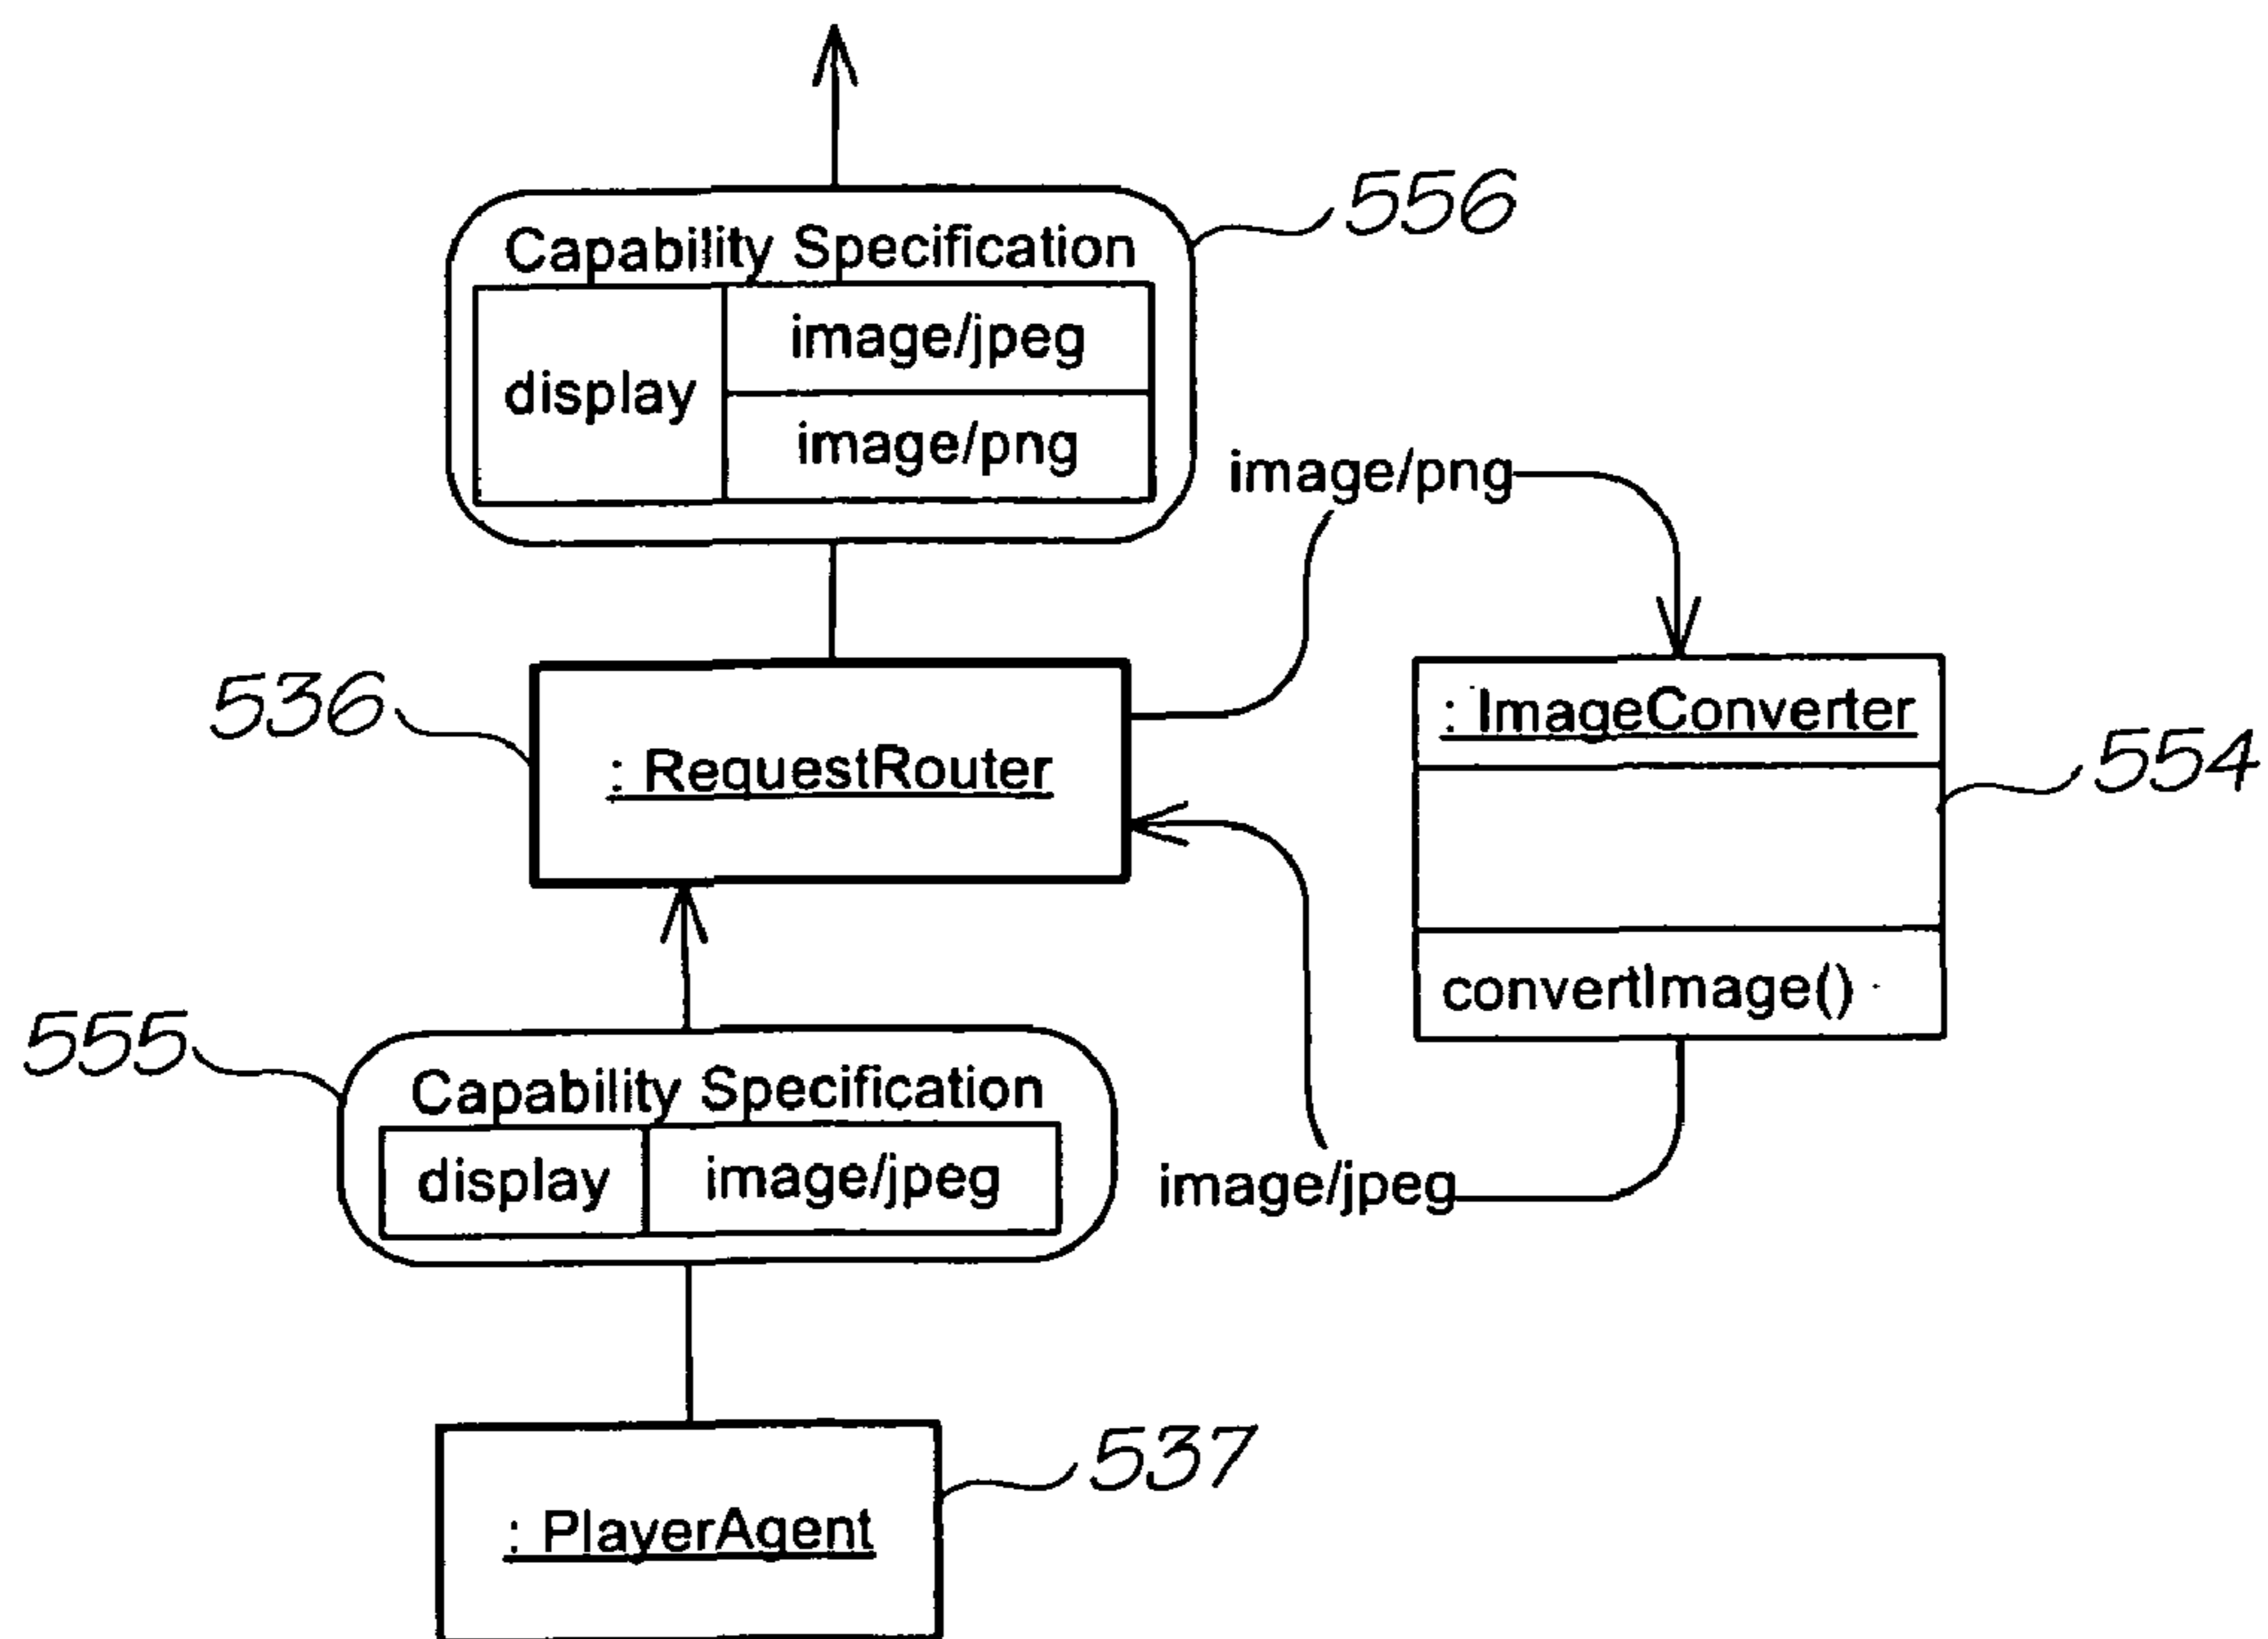 556
Capability Specification
display
image/jpeg
image/png
image/png
536
: RequestRouter
: ImageConverter
554
convertImage()
555
Capability Specification
display
image/jpeg
image/jpeg
537
: PlayerAgent